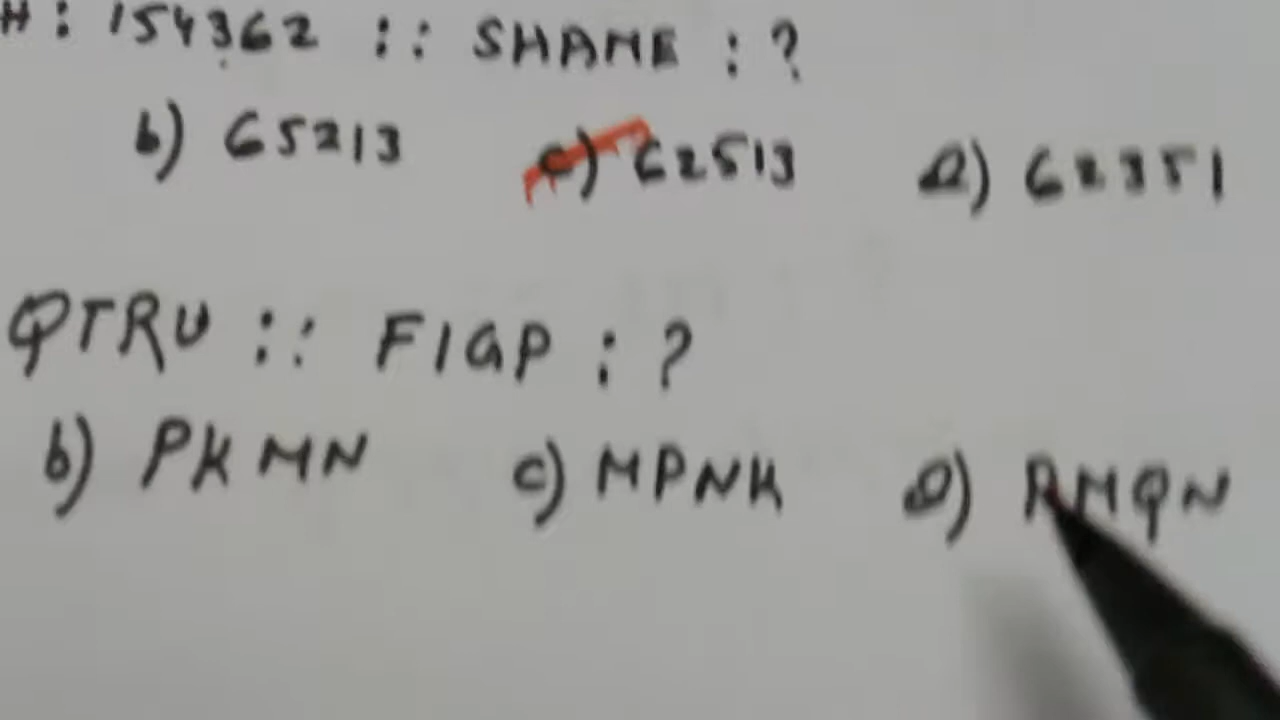 H : 154362 :: SHAME : ?
b) 65213 c) 62513 d) 62351
QTRU :: FIGP : ?
b) PKMN c) MPNK d) RMQN